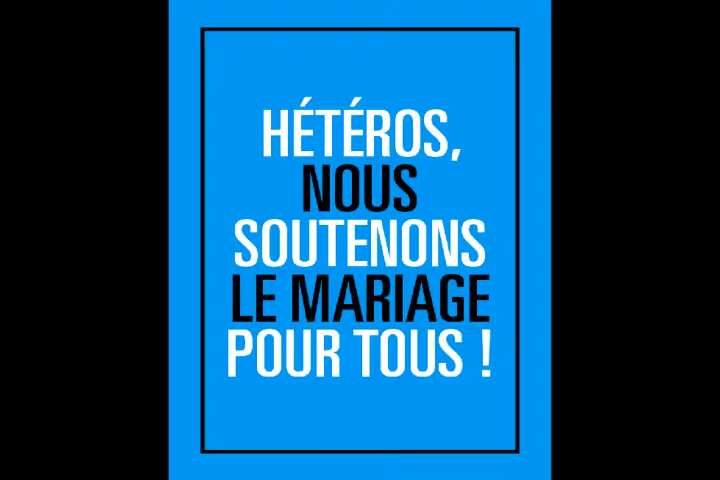 HÉTÉROS,
NOUS
SOUTENONS
LE MARIAGE
POUR TOUS !